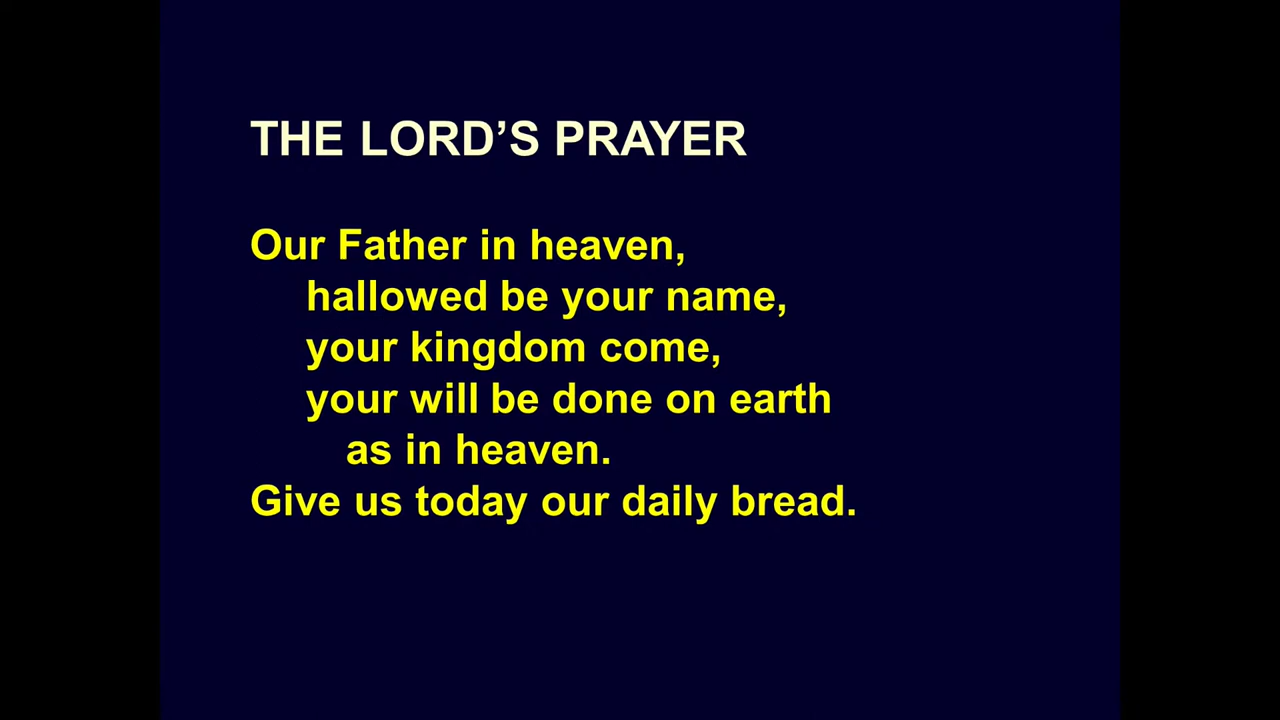 THE LORD’S PRAYER
Our Father in heaven,
hallowed be your name,
your kingdom come,
your will be done on earth
as in heaven.
Give us today our daily bread.